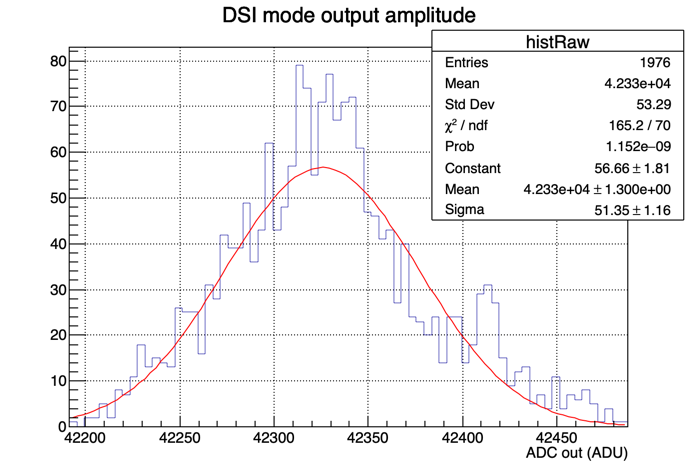 DSI mode output amplitude
histRaw
Entries 1976
Mean 4.233e+04
Std Dev 53.29
χ² / ndf 165.2 / 70
Prob 1.152e−09
Constant 56.66 ± 1.81
Mean 4.233e+04 ± 1.300e+00
Sigma 51.35 ± 1.16
80
70
60
50
40
30
20
10
0
42200 42250 42300 42350 42400 42450
ADC out (ADU)